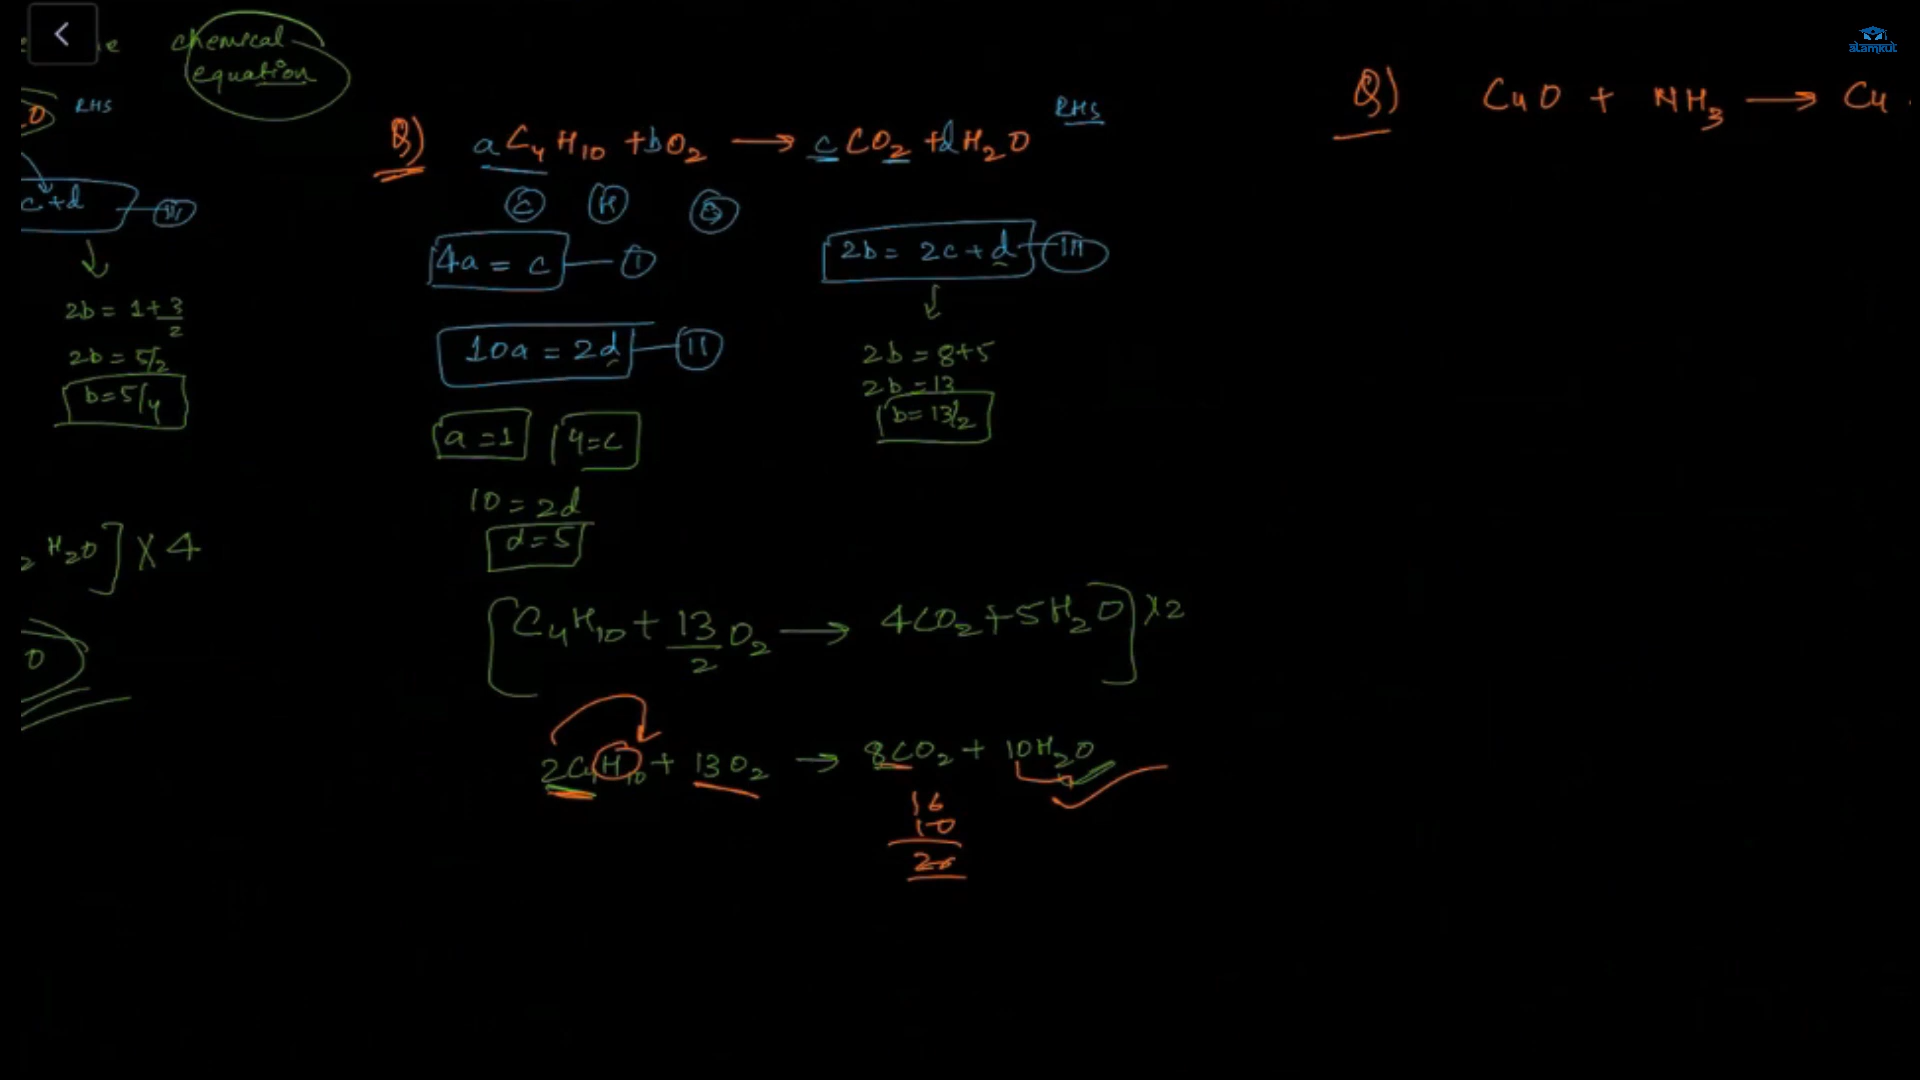 chemical
equation
RHS
c+d — III
2b = 1+3/2
2b = 5/2
b=5/4
H2O] X 4
O
Q) aC4H10 + bO2 → cCO2 + dH2O RHS
C H O
4a = c — I
2b = 2c + d — III
10a = 2d — II
2b = 8+5
2b = 13
b = 13/2
a = 1 4=c
10 = 2d
d = 5
[C4H10 + 13/2 O2 → 4CO2 + 5H2O] X2
2C4H10 + 13O2 → 8CO2 + 10H2O
16
10
26
Q) CuO + NH3 → Cu
alamkut